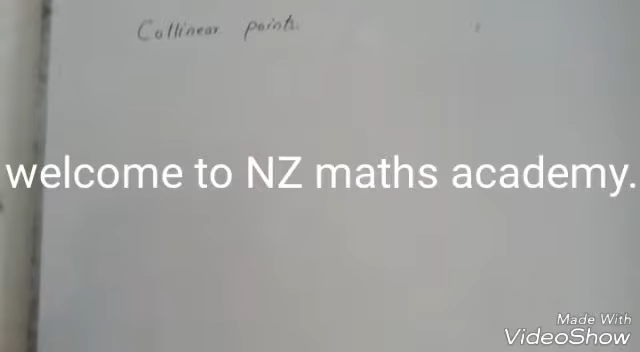 Collinear points.
welcome to NZ maths academy.
Made With
VideoShow